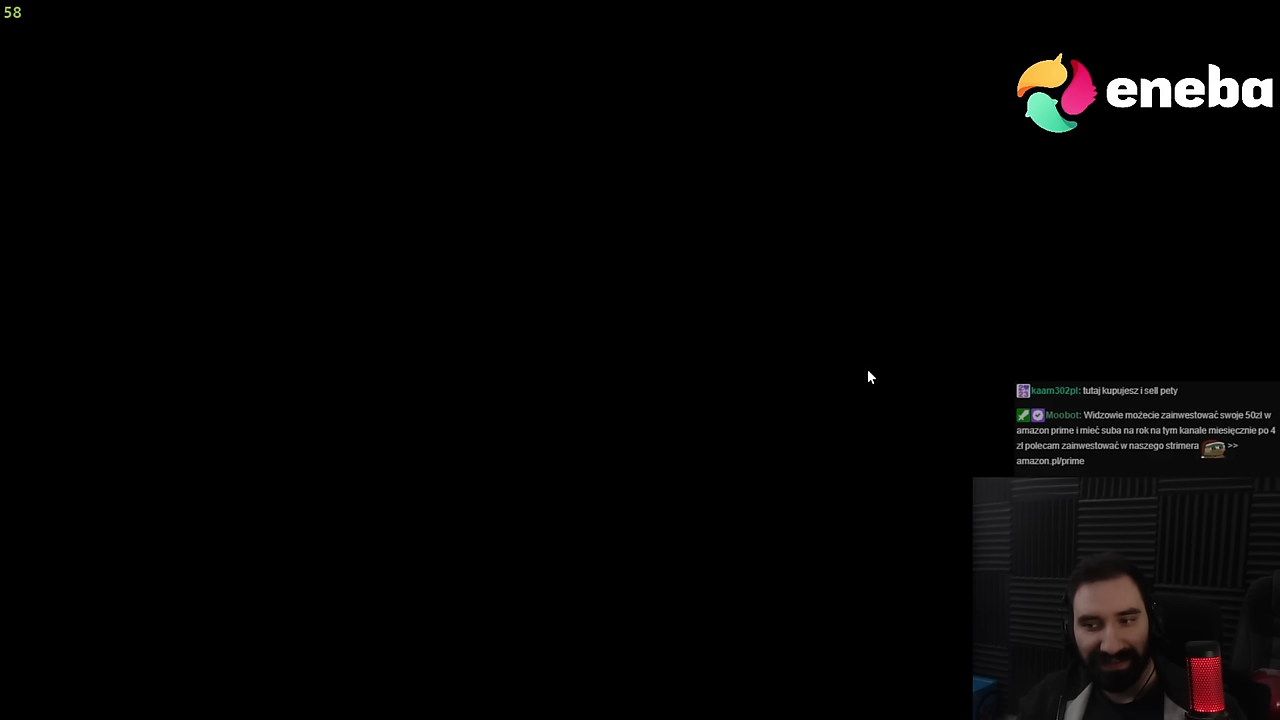 58
eneba
kaam302pl: tutaj kupujesz i sell pety
Moobot: Widzowie możecie zainwestować swoje 50zł w
amazon prime i mieć suba na rok na tym kanale miesięcznie po 4
zł polecam zainwestować w naszego strimera >>
amazon.pl/prime